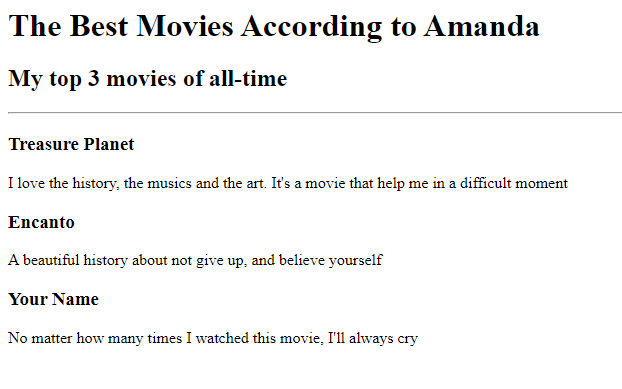 The Best Movies According to Amanda
My top 3 movies of all-time
Treasure Planet
I love the history, the musics and the art. It's a movie that help me in a difficult moment
Encanto
A beautiful history about not give up, and believe yourself
Your Name
No matter how many times I watched this movie, I'll always cry